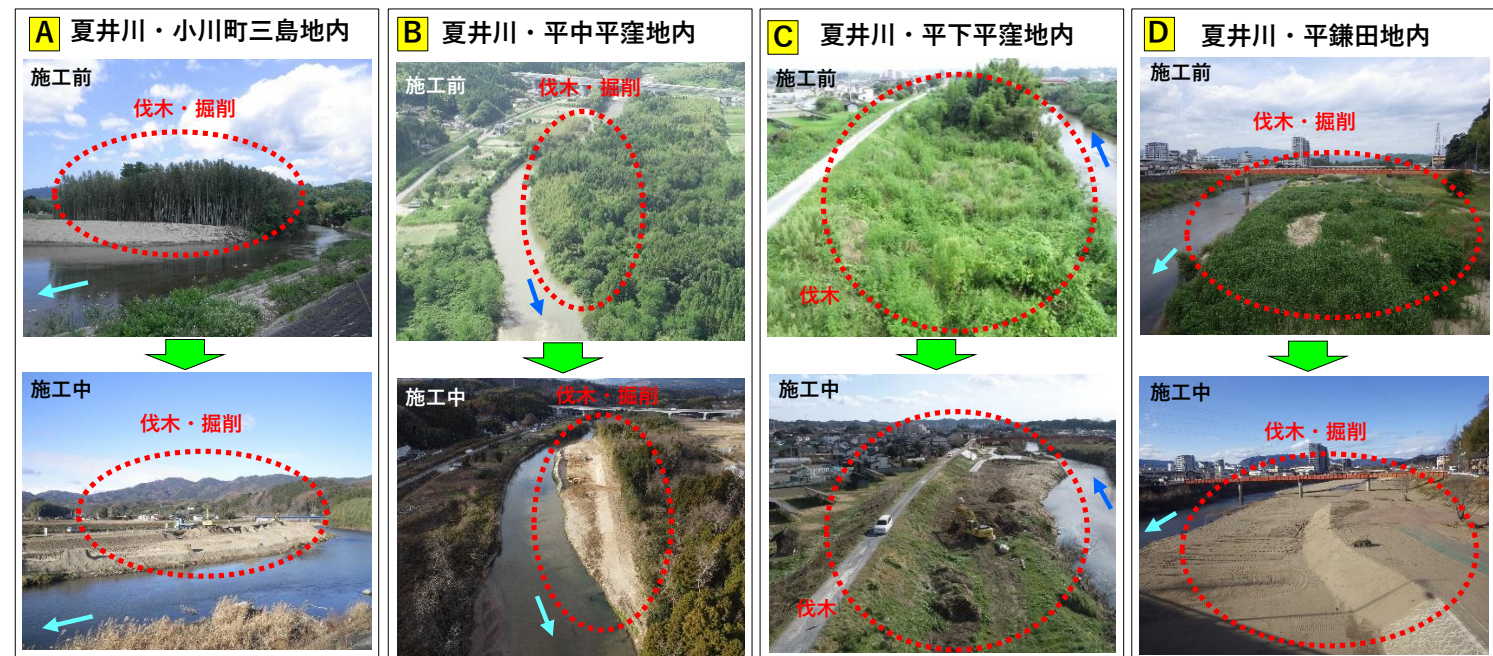 A 夏井川・小川町三島地内
施工前
伐木・掘削
施工中
伐木・掘削
B 夏井川・平中平窪地内
施工前
伐木・掘削
施工中
伐木・掘削
C 夏井川・平下平窪地内
施工前
伐木
施工中
伐木
D 夏井川・平鎌田地内
施工前
伐木・掘削
施工中
伐木・掘削